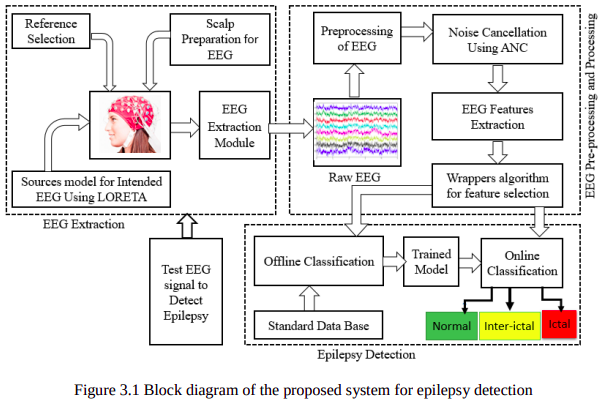 Reference
Selection
Scalp
Preparation for
EEG
EEG
Extraction
Module
Sources model for Intended
EEG Using LORETA
EEG Extraction
Preprocessing
of EEG
Noise Cancellation
Using ANC
EEG Features
Extraction
Raw EEG
Wrappers algorithm
for feature selection
EEG Pre-processing and Processing
Test EEG
signal to
Detect
Epilepsy
Offline Classification
Trained
Model
Online
Classification
Standard Data Base
Normal
Inter-ictal
Ictal
Epilepsy Detection
Figure 3.1 Block diagram of the proposed system for epilepsy detection